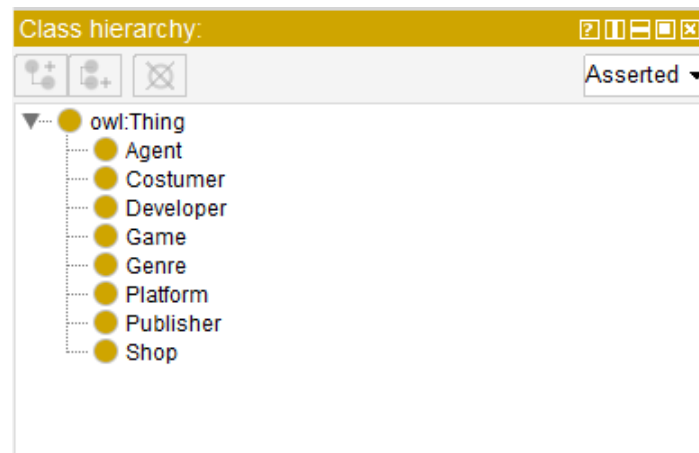 Class hierarchy:
Asserted
owl:Thing
Agent
Costumer
Developer
Game
Genre
Platform
Publisher
Shop